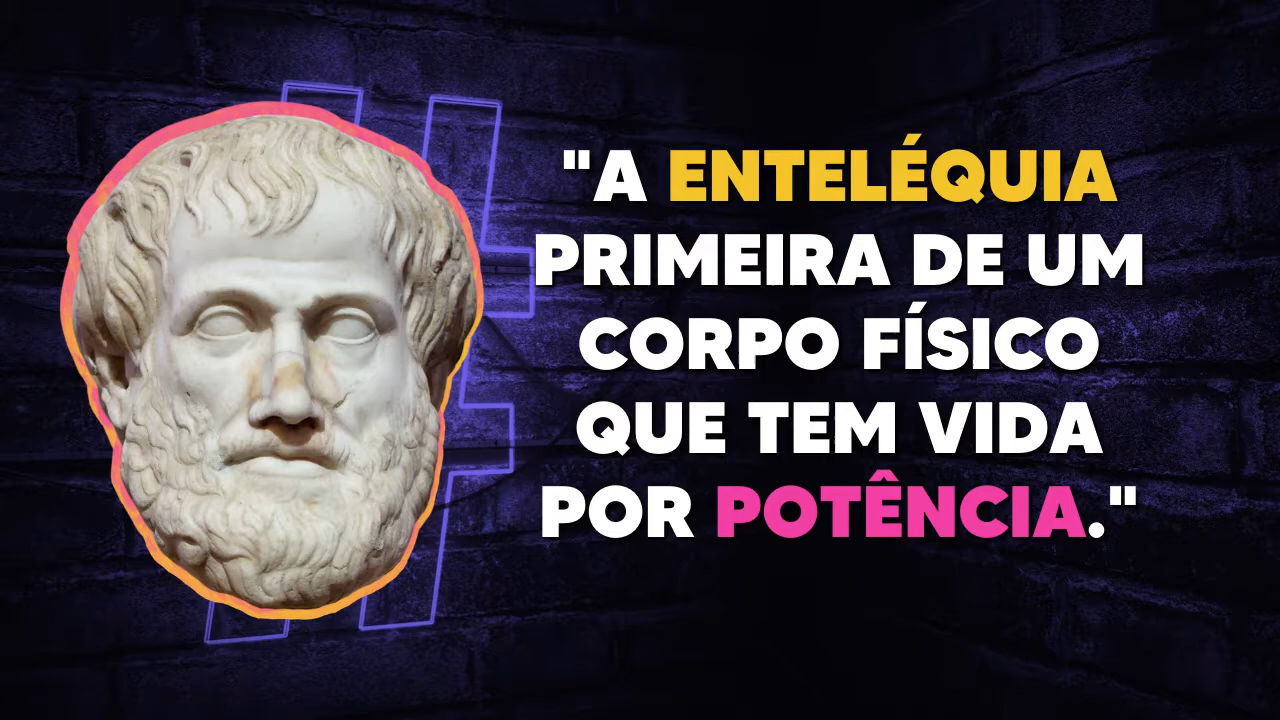 "A ENTELÉQUIA
PRIMEIRA DE UM
CORPO FÍSICO
QUE TEM VIDA
POR POTÊNCIA."